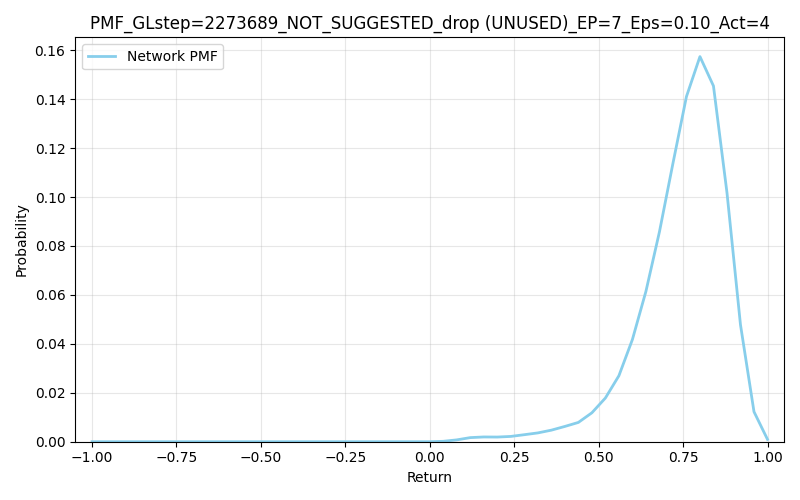 PMF_GLstep=2273689_NOT_SUGGESTED_drop (UNUSED)_EP=7_Eps=0.10_Act=4
Network PMF
0.16
0.14
0.12
0.10
0.08
0.06
0.04
0.02
0.00
Probability
−1.00 −0.75 −0.50 −0.25 0.00 0.25 0.50 0.75 1.00
Return